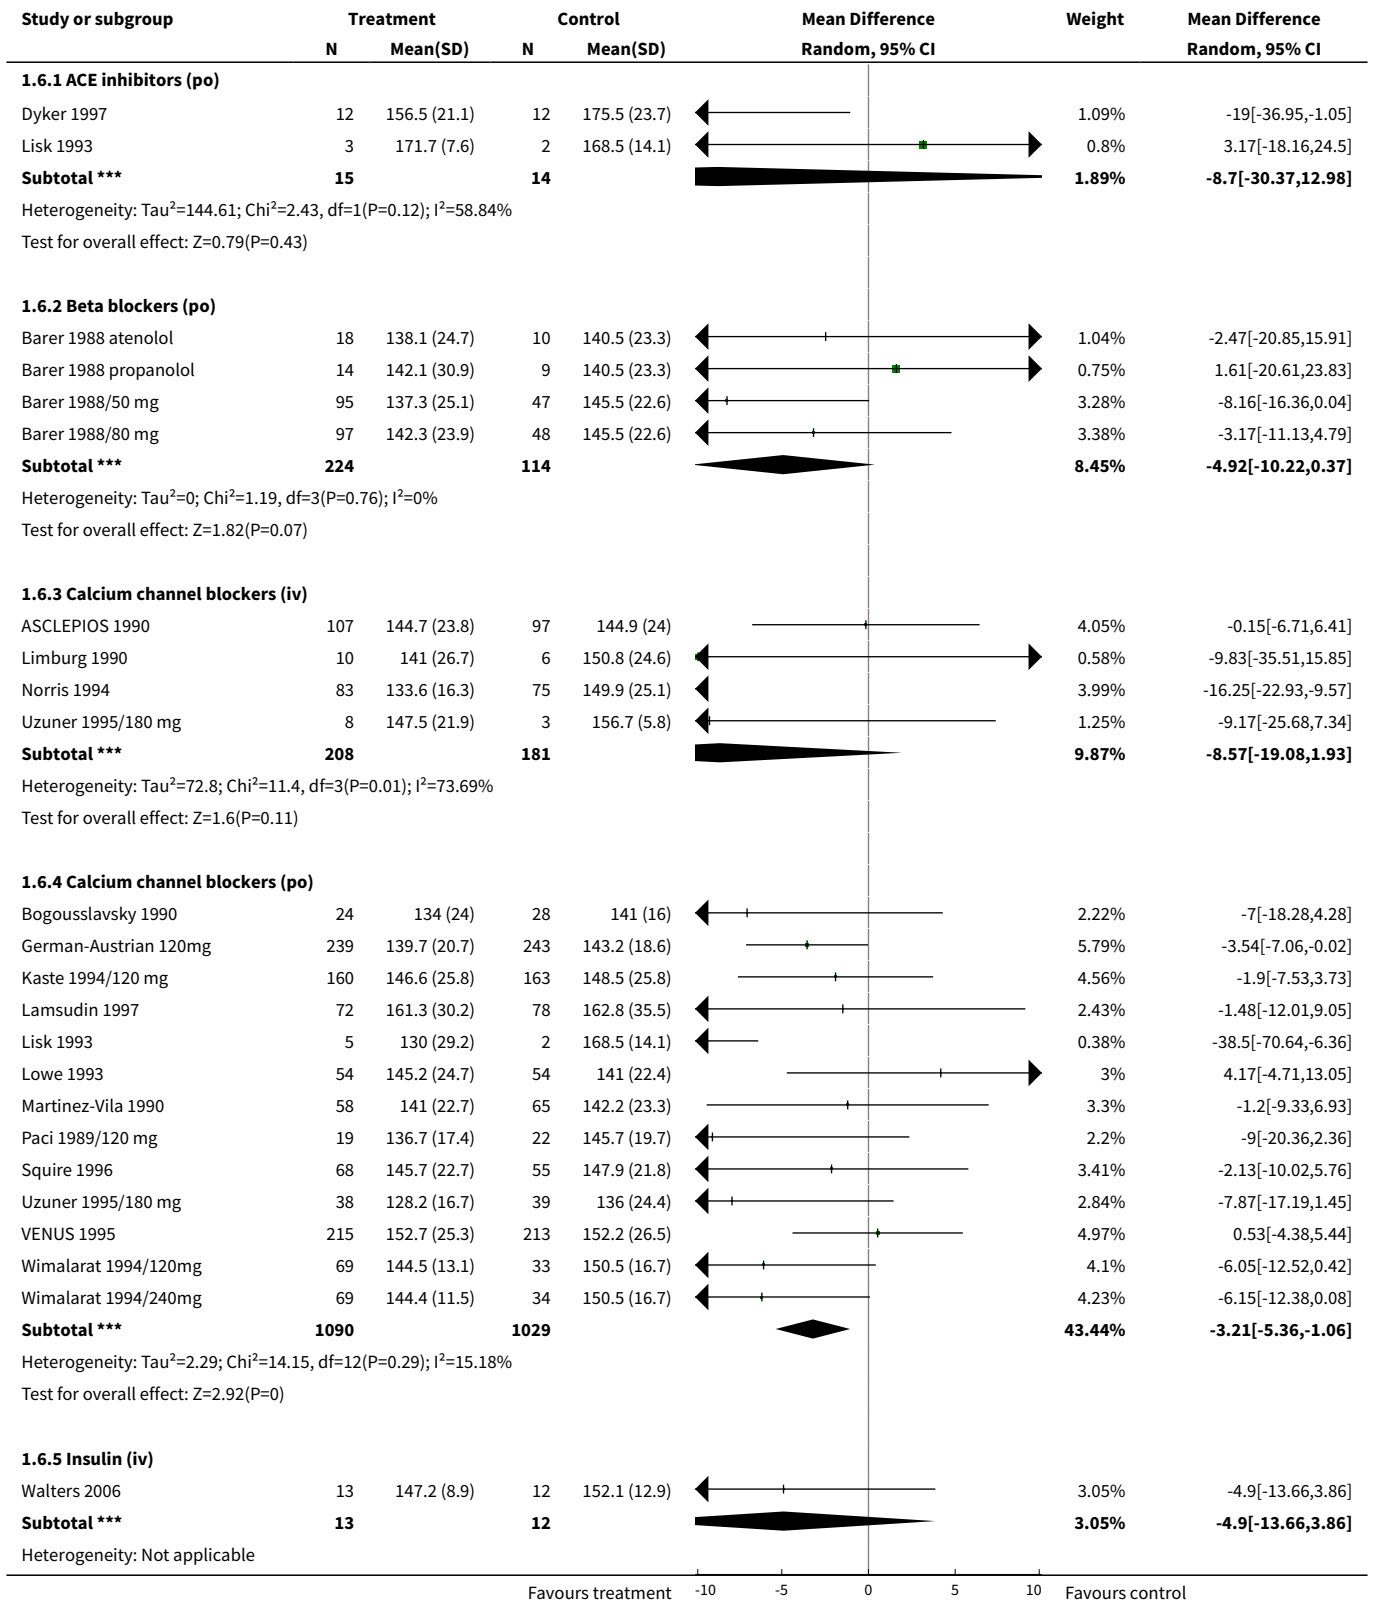 Study or subgroup Treatment Control Mean Difference Weight Mean Difference
N Mean(SD) N Mean(SD) Random, 95% CI Random, 95% CI
1.6.1 ACE inhibitors (po)
Dyker 1997 12 156.5 (21.1) 12 175.5 (23.7) 1.09% -19[-36.95,-1.05]
Lisk 1993 3 171.7 (7.6) 2 168.5 (14.1) 0.8% 3.17[-18.16,24.5]
Subtotal *** 15 14 1.89% -8.7[-30.37,12.98]
Heterogeneity: Tau²=144.61; Chi²=2.43, df=1(P=0.12); I²=58.84%
Test for overall effect: Z=0.79(P=0.43)
1.6.2 Beta blockers (po)
Barer 1988 atenolol 18 138.1 (24.7) 10 140.5 (23.3) 1.04% -2.47[-20.85,15.91]
Barer 1988 propanolol 14 142.1 (30.9) 9 140.5 (23.3) 0.75% 1.61[-20.61,23.83]
Barer 1988/50 mg 95 137.3 (25.1) 47 145.5 (22.6) 3.28% -8.16[-16.36,0.04]
Barer 1988/80 mg 97 142.3 (23.9) 48 145.5 (22.6) 3.38% -3.17[-11.13,4.79]
Subtotal *** 224 114 8.45% -4.92[-10.22,0.37]
Heterogeneity: Tau²=0; Chi²=1.19, df=3(P=0.76); I²=0%
Test for overall effect: Z=1.82(P=0.07)
1.6.3 Calcium channel blockers (iv)
ASCLEPIOS 1990 107 144.7 (23.8) 97 144.9 (24) 4.05% -0.15[-6.71,6.41]
Limburg 1990 10 141 (26.7) 6 150.8 (24.6) 0.58% -9.83[-35.51,15.85]
Norris 1994 83 133.6 (16.3) 75 149.9 (25.1) 3.99% -16.25[-22.93,-9.57]
Uzuner 1995/180 mg 8 147.5 (21.9) 3 156.7 (5.8) 1.25% -9.17[-25.68,7.34]
Subtotal *** 208 181 9.87% -8.57[-19.08,1.93]
Heterogeneity: Tau²=72.8; Chi²=11.4, df=3(P=0.01); I²=73.69%
Test for overall effect: Z=1.6(P=0.11)
1.6.4 Calcium channel blockers (po)
Bogousslavsky 1990 24 134 (24) 28 141 (16) 2.22% -7[-18.28,4.28]
German-Austrian 120mg 239 139.7 (20.7) 243 143.2 (18.6) 5.79% -3.54[-7.06,-0.02]
Kaste 1994/120 mg 160 146.6 (25.8) 163 148.5 (25.8) 4.56% -1.9[-7.53,3.73]
Lamsudin 1997 72 161.3 (30.2) 78 162.8 (35.5) 2.43% -1.48[-12.01,9.05]
Lisk 1993 5 130 (29.2) 2 168.5 (14.1) 0.38% -38.5[-70.64,-6.36]
Lowe 1993 54 145.2 (24.7) 54 141 (22.4) 3% 4.17[-4.71,13.05]
Martinez-Vila 1990 58 141 (22.7) 65 142.2 (23.3) 3.3% -1.2[-9.33,6.93]
Paci 1989/120 mg 19 136.7 (17.4) 22 145.7 (19.7) 2.2% -9[-20.36,2.36]
Squire 1996 68 145.7 (22.7) 55 147.9 (21.8) 3.41% -2.13[-10.02,5.76]
Uzuner 1995/180 mg 38 128.2 (16.7) 39 136 (24.4) 2.84% -7.87[-17.19,1.45]
VENUS 1995 215 152.7 (25.3) 213 152.2 (26.5) 4.97% 0.53[-4.38,5.44]
Wimalarat 1994/120mg 69 144.5 (13.1) 33 150.5 (16.7) 4.1% -6.05[-12.52,0.42]
Wimalarat 1994/240mg 69 144.4 (11.5) 34 150.5 (16.7) 4.23% -6.15[-12.38,0.08]
Subtotal *** 1090 1029 43.44% -3.21[-5.36,-1.06]
Heterogeneity: Tau²=2.29; Chi²=14.15, df=12(P=0.29); I²=15.18%
Test for overall effect: Z=2.92(P=0)
1.6.5 Insulin (iv)
Walters 2006 13 147.2 (8.9) 12 152.1 (12.9) 3.05% -4.9[-13.66,3.86]
Subtotal *** 13 12 3.05% -4.9[-13.66,3.86]
Heterogeneity: Not applicable
Favours treatment -10 -5 0 5 10 Favours control